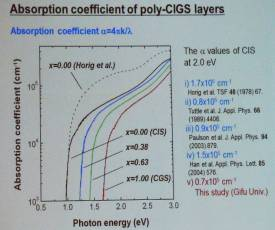 Absorption coefficient of poly-CIGS layers
Absorption coefficient α=4πk/λ
Absorption coefficient (cm⁻¹)
x=0.00 (Horig et al.)
x=0.00 (CIS)
x=0.38
x=0.63
x=1.00 (CGS)
0.5 1.0 1.5 2.0 2.5 3.0
Photon energy (eV)
The α values of CIS
at 2.0 eV
i) 1.7x10⁵ cm⁻¹
Horig et al. TSF 48 (1978) 67.
ii) 0.8x10⁵ cm⁻¹
Tuttle et al. J. Appl. Phys. 66
(1989) 4408.
iii) 0.9x10⁵ cm⁻¹
Paulson et al. J. Appl. Phys. 94
(2003) 879.
iv) 1.5x10⁵ cm⁻¹
Han et al. Appl. Phys. Lett. 85
(2004) 576.
v) 0.7x10⁵ cm⁻¹
This study (Gifu Univ.)